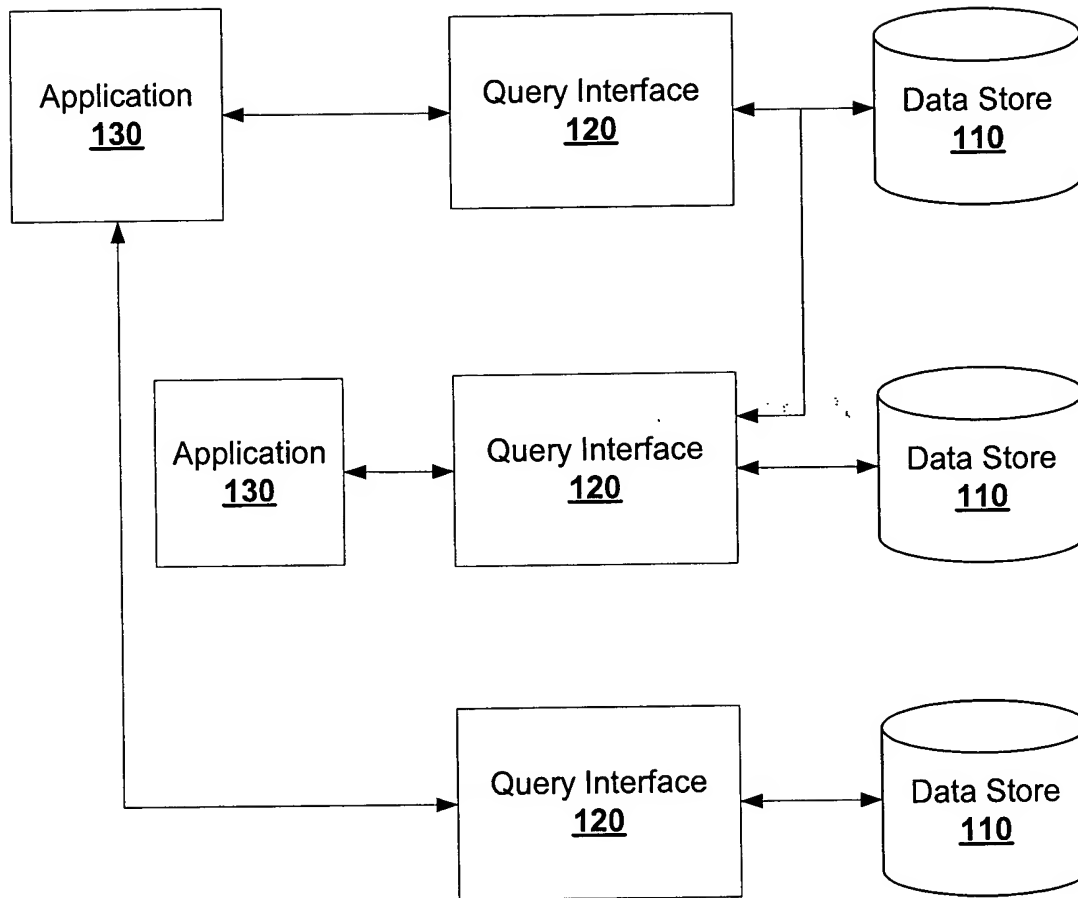 Application
130
Query Interface
120
Data Store
110
Application
130
Query Interface
120
Data Store
110
Query Interface
120
Data Store
110